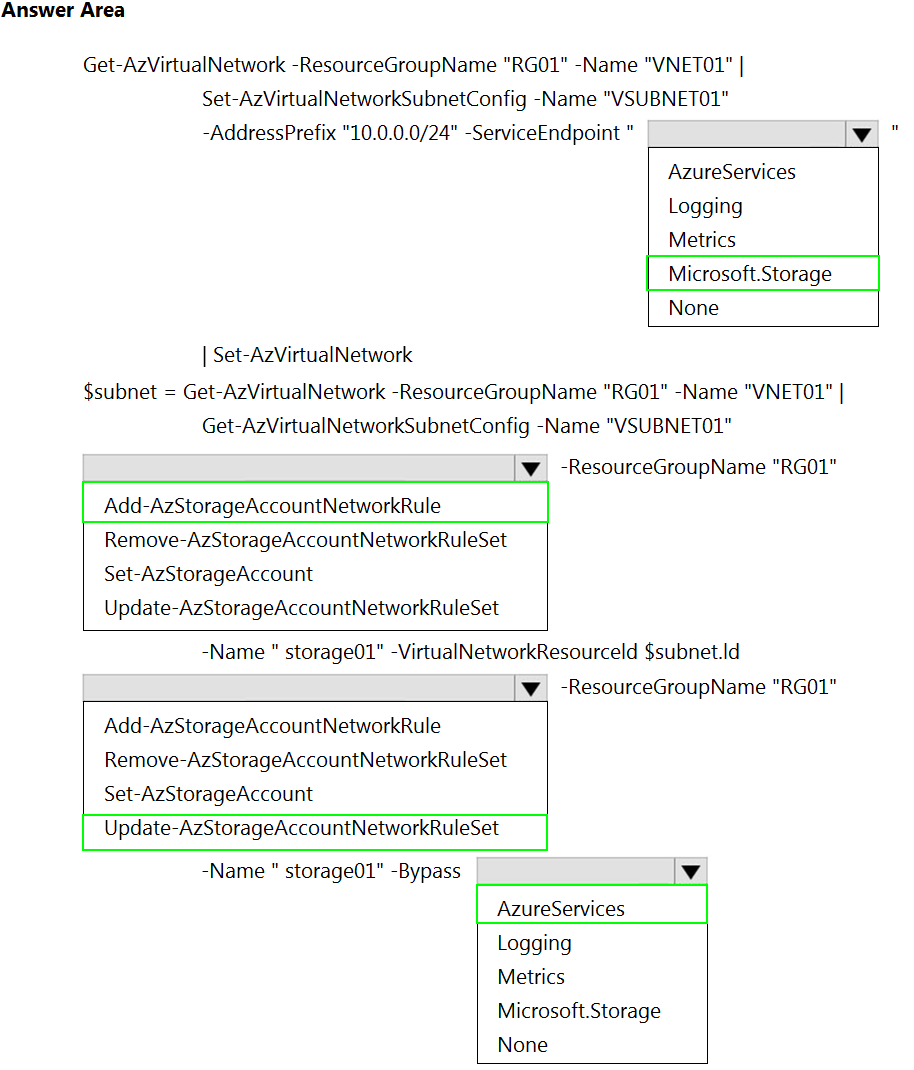 Answer Area
Get-AzVirtualNetwork -ResourceGroupName "RG01" -Name "VNET01" |
Set-AzVirtualNetworkSubnetConfig -Name "VSUBNET01"
-AddressPrefix "10.0.0.0/24" -ServiceEndpoint " "
AzureServices
Logging
Metrics
Microsoft.Storage
None
| Set-AzVirtualNetwork
$subnet = Get-AzVirtualNetwork -ResourceGroupName "RG01" -Name "VNET01" |
Get-AzVirtualNetworkSubnetConfig -Name "VSUBNET01"
-ResourceGroupName "RG01"
Add-AzStorageAccountNetworkRule
Remove-AzStorageAccountNetworkRuleSet
Set-AzStorageAccount
Update-AzStorageAccountNetworkRuleSet
-Name " storage01" -VirtualNetworkResourceId $subnet.Id
-ResourceGroupName "RG01"
Add-AzStorageAccountNetworkRule
Remove-AzStorageAccountNetworkRuleSet
Set-AzStorageAccount
Update-AzStorageAccountNetworkRuleSet
-Name " storage01" -Bypass
AzureServices
Logging
Metrics
Microsoft.Storage
None